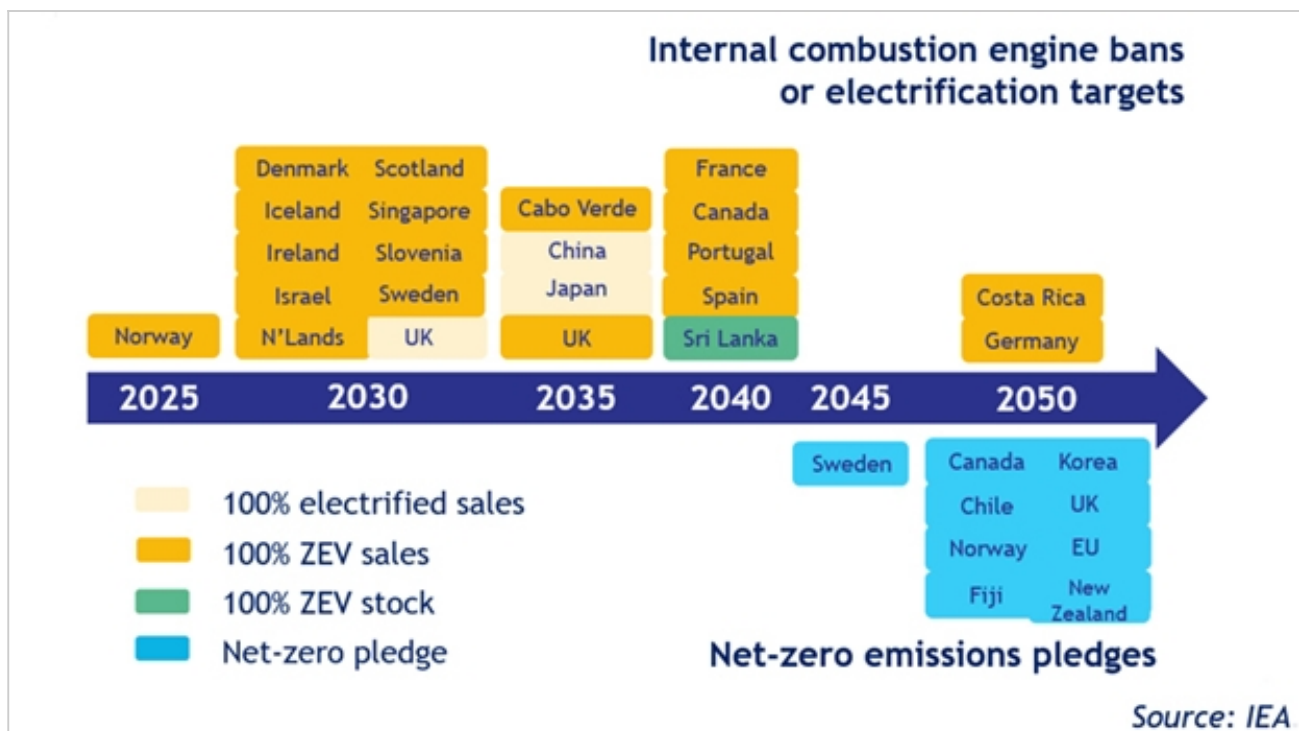 Internal combustion engine bans
or electrification targets
Denmark Scotland
Iceland Singapore
Ireland Slovenia
Israel Sweden
N'Lands UK
Norway
Cabo Verde
China
Japan
UK
France
Canada
Portugal
Spain
Sri Lanka
Costa Rica
Germany
2025 2030 2035 2040 2045 2050
Sweden
Canada Korea
Chile UK
Norway EU
Fiji New
Zealand
100% electrified sales
100% ZEV sales
100% ZEV stock
Net-zero pledge
Net-zero emissions pledges
Source: IEA